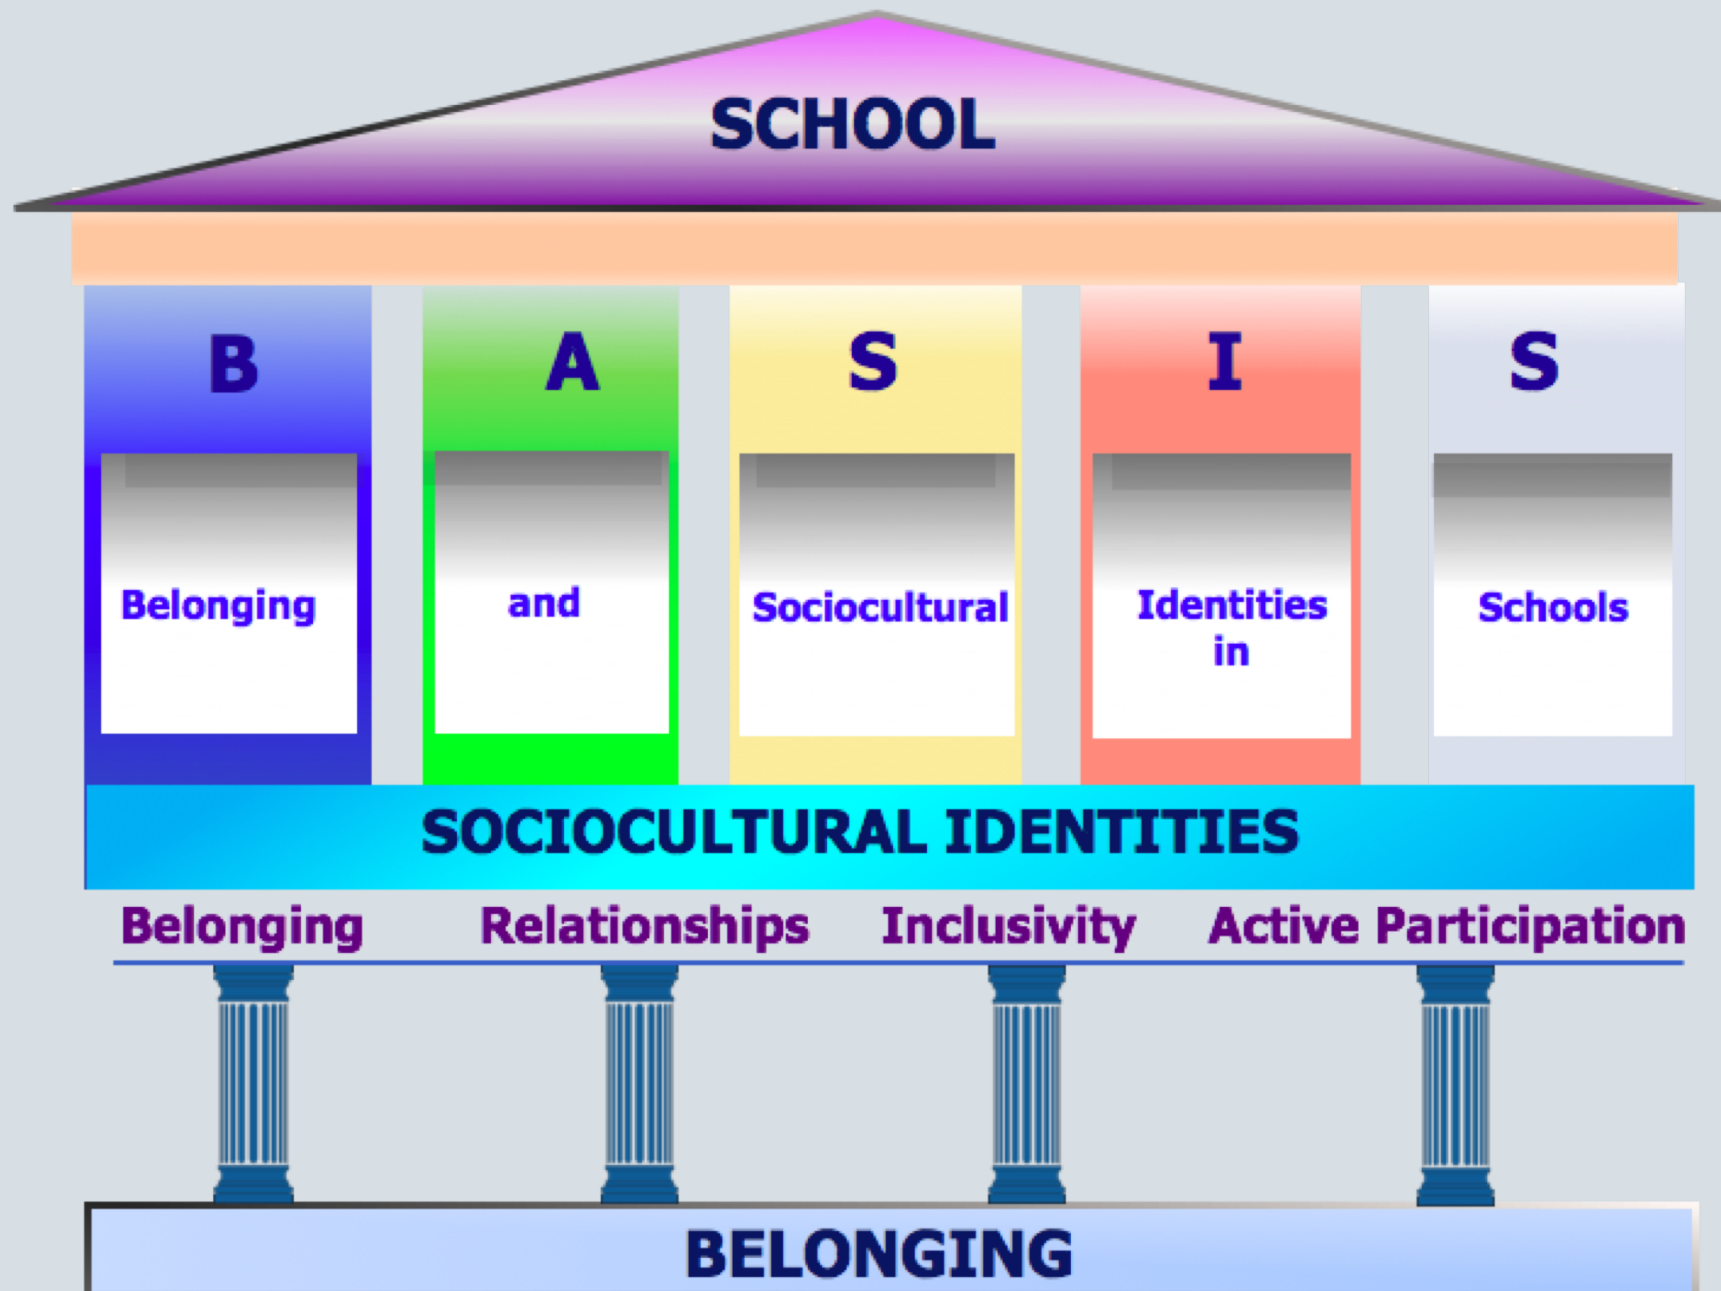 SCHOOL
B A S I S
Belonging and Sociocultural Identities Schools
in
SOCIOCULTURAL IDENTITIES
Belonging Relationships Inclusivity Active Participation
BELONGING